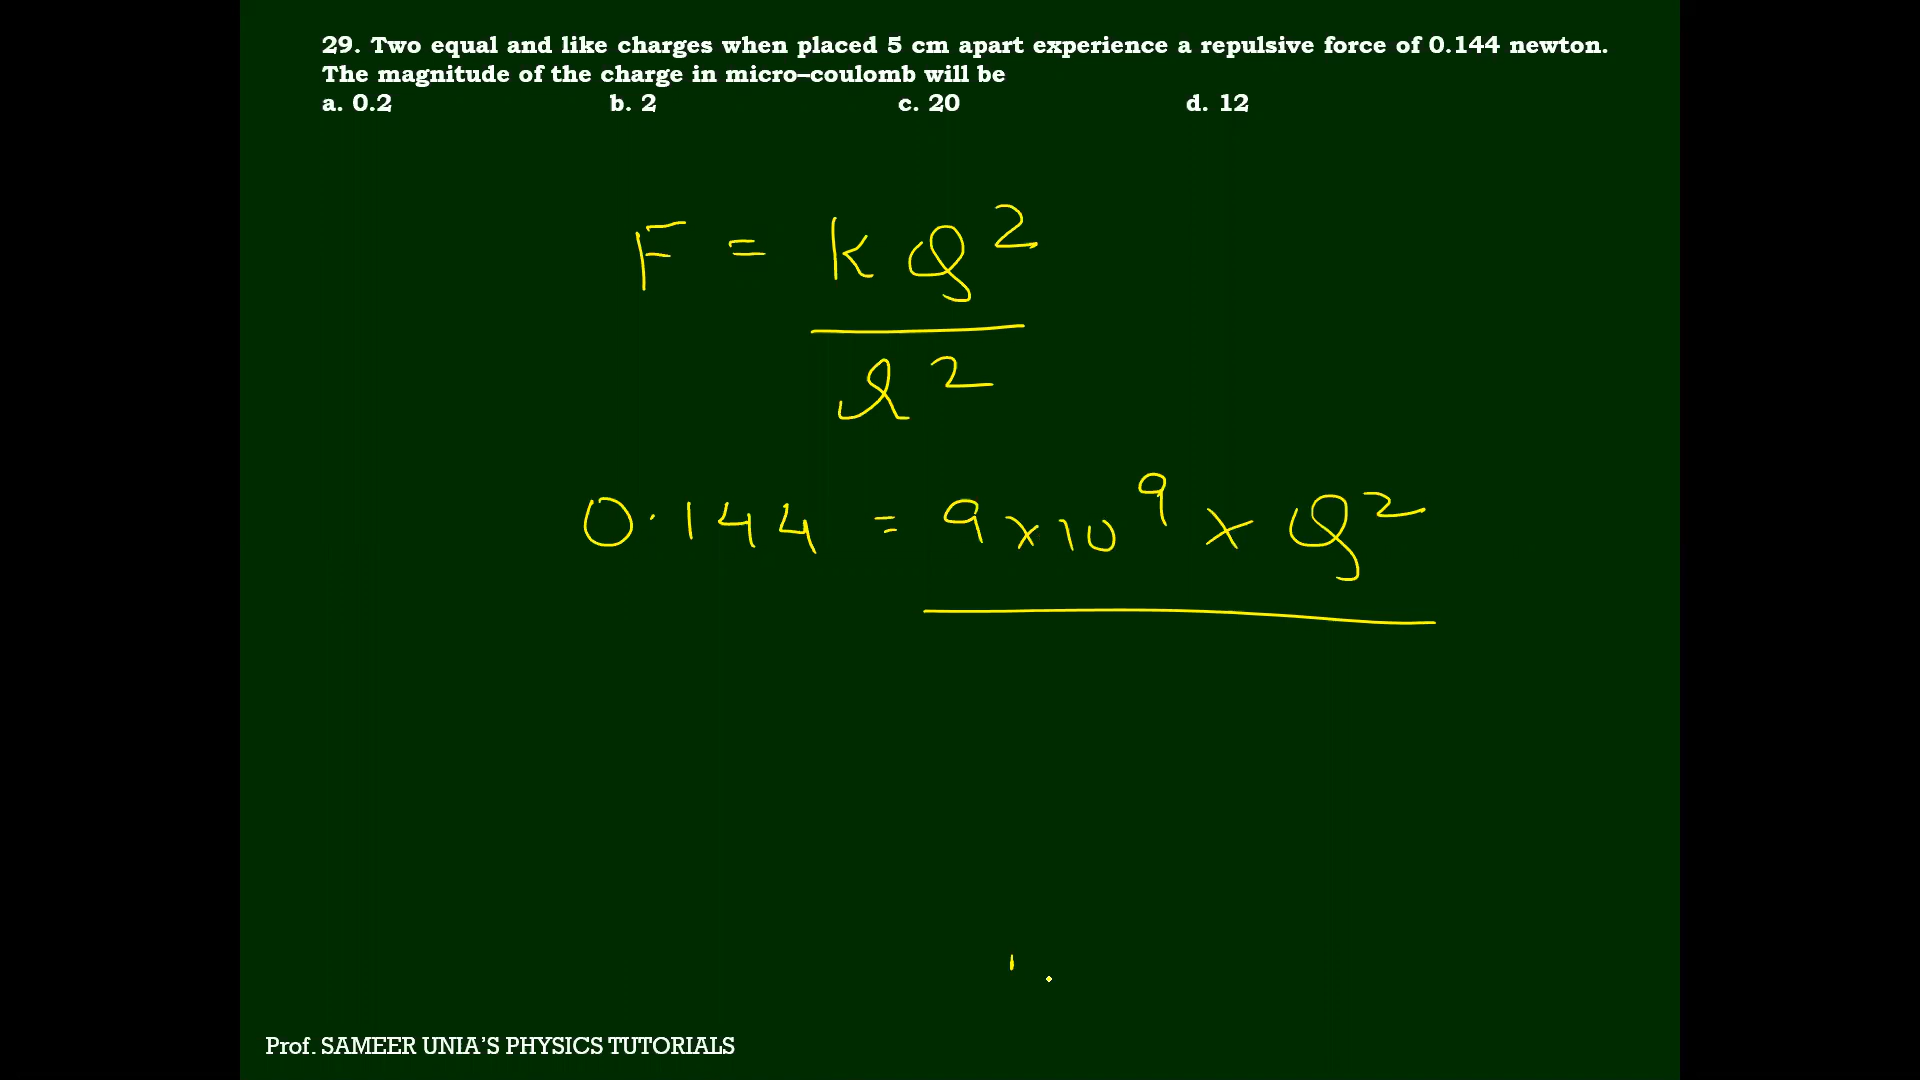 29. Two equal and like charges when placed 5 cm apart experience a repulsive force of 0.144 newton.
The magnitude of the charge in micro–coulomb will be
a. 0.2 b. 2 c. 20 d. 12
F = k Q²
r²
0.144 = 9 x 10⁹ x Q²
Prof. SAMEER UNIA'S PHYSICS TUTORIALS